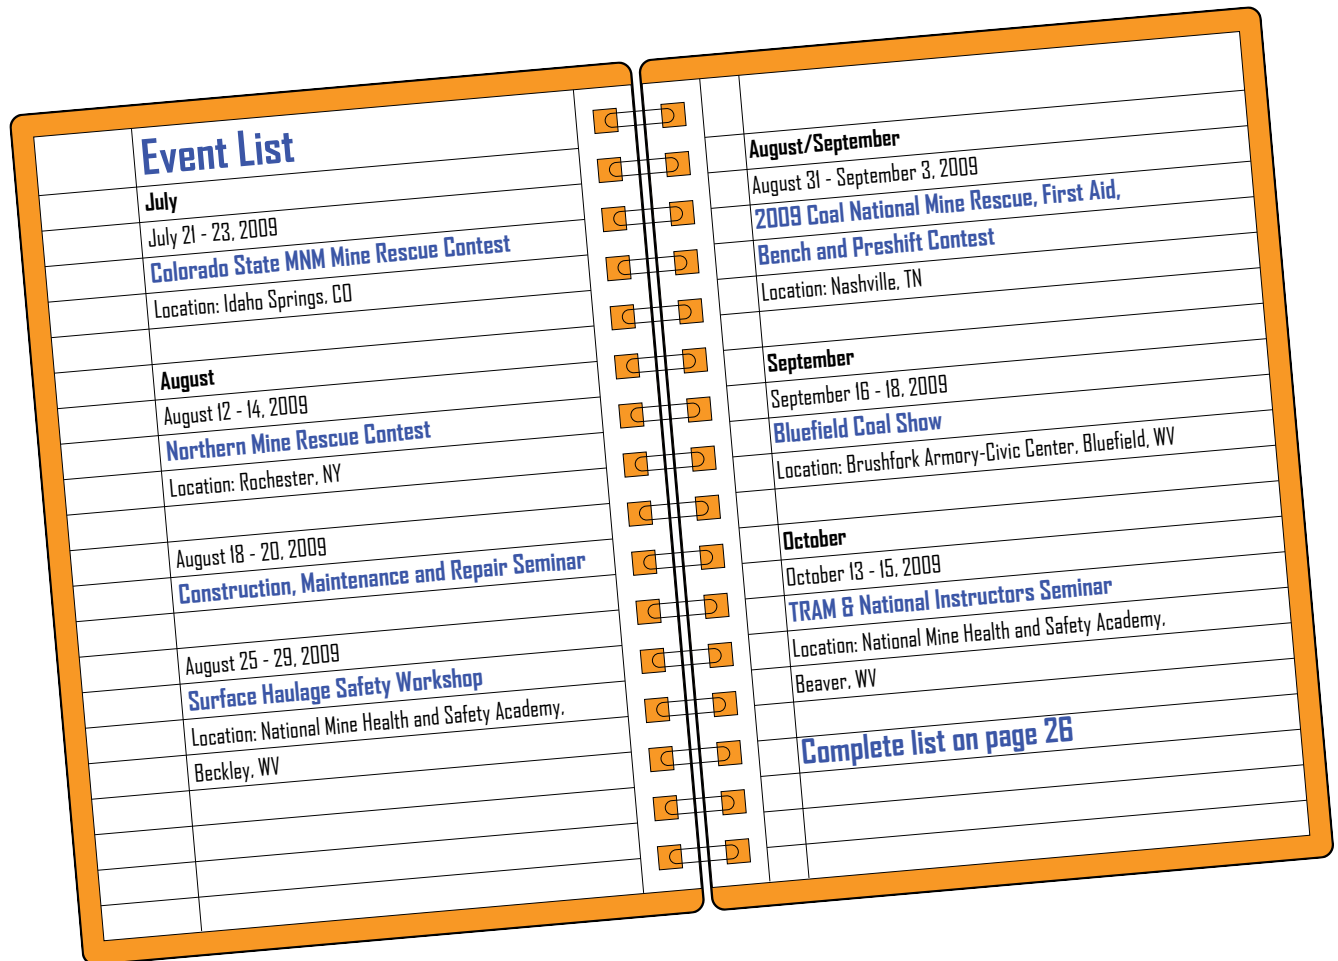 Event List
July
July 21 - 23, 2009
Colorado State MNM Mine Rescue Contest
Location: Idaho Springs, CO
August
August 12 - 14, 2009
Northern Mine Rescue Contest
Location: Rochester, NY
August 18 - 20, 2009
Construction, Maintenance and Repair Seminar
August 25 - 29, 2009
Surface Haulage Safety Workshop
Location: National Mine Health and Safety Academy,
Beckley, WV
August/September
August 31 - September 3, 2009
2009 Coal National Mine Rescue, First Aid,
Bench and Preshift Contest
Location: Nashville, TN
September
September 16 - 18, 2009
Bluefield Coal Show
Location: Brushfork Armory-Civic Center, Bluefield, WV
October
October 13 - 15, 2009
TRAM & National Instructors Seminar
Location: National Mine Health and Safety Academy,
Beaver, WV
Complete list on page 26